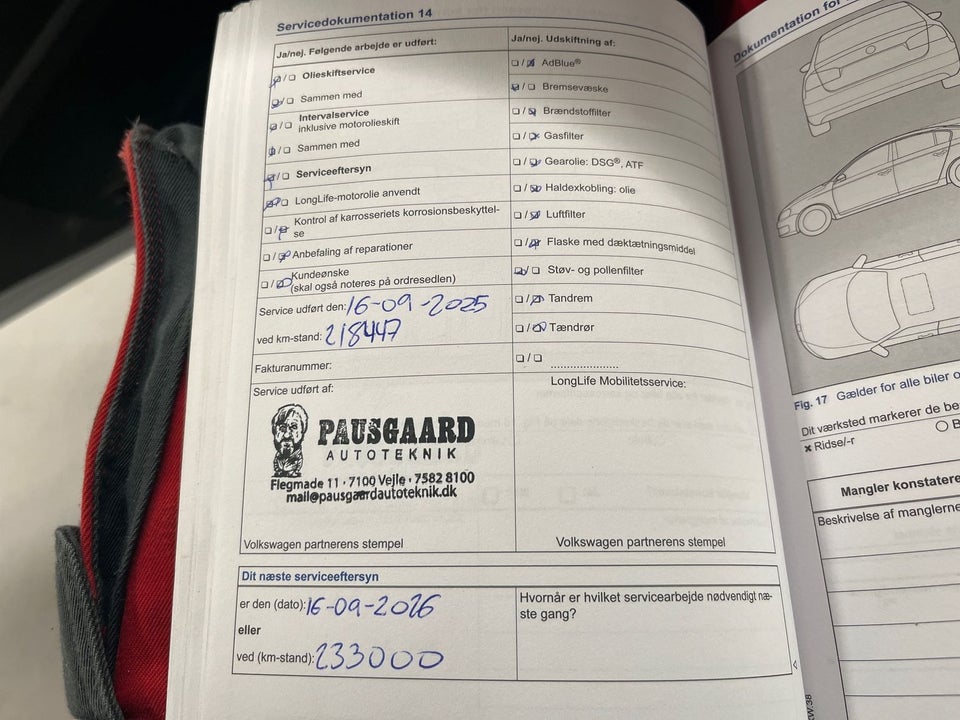 Servicedokumentation 14
Ja/nej. Følgende arbejde er udført:
☑/☐ Olieskiftservice
☑/☐ Sammen med
☑/☐ Intervalservice
inklusive motorolieskift
☑/☐ Sammen med
☑/☐ Serviceeftersyn
☑/☐ LongLife-motorolie anvendt
☐/☑ Kontrol af karrosseriets korrosionsbeskyttel-
se
☐/☑ Anbefaling af reparationer
☐/☑ Kundeønske
(skal også noteres på ordresedlen)
Service udført den: 16-09-2025
ved km-stand: 218447
Fakturanummer:
Service udført af:
PAUSGAARD
AUTOTEKNIK
Flegmade 11 · 7100 Vejle · 7582 8100
mail@pausgaardautoteknik.dk
Volkswagen partnerens stempel
Ja/nej. Udskiftning af:
☐/☑ AdBlue®
☑/☐ Bremsevæske
☐/☑ Brændstoffilter
☐/☑ Gasfilter
☐/☑ Gearolie: DSG®, ATF
☐/☑ Haldexkobling: olie
☐/☑ Luftfilter
☐/☑ Flaske med dæktætningsmiddel
☑/☐ Støv- og pollenfilter
☐/☑ Tandrem
☐/☑ Tændrør
☐/☐ ......................
LongLife Mobilitetsservice:
Volkswagen partnerens stempel
Dit næste serviceeftersyn
er den (dato): 16-09-2026
eller
ved (km-stand): 233000
Hvornår er hvilket servicearbejde nødvendigt næ-
ste gang?
Dokumentation for
Fig. 17 Gælder for alle biler
Dit værksted markerer de
× Ridse/-r
Mangler
Beskrivelse af manglerne